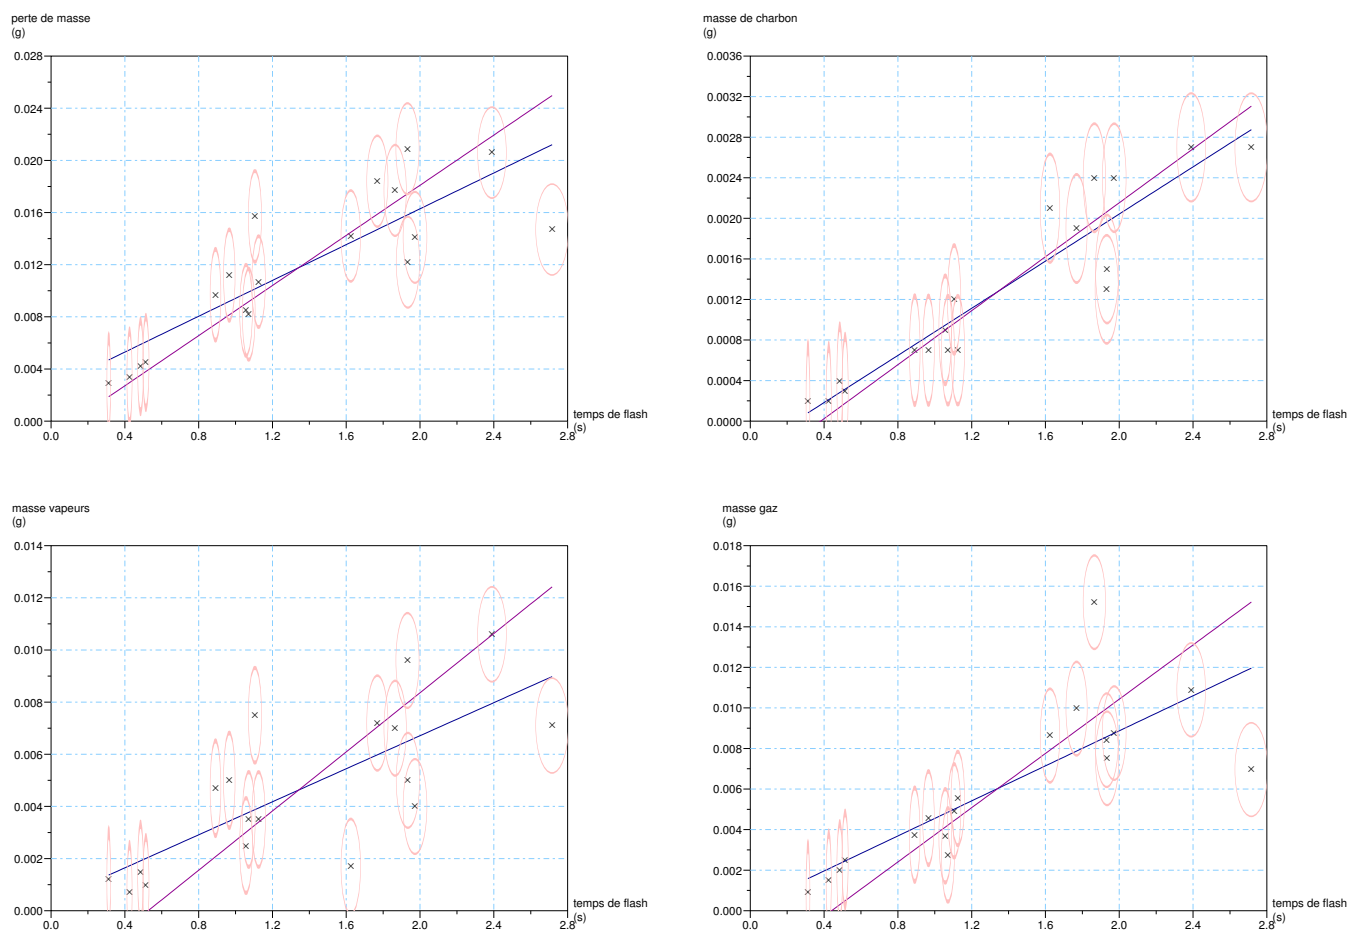 perte de masse
(g)
0.028
0.024
0.020
0.016
0.012
0.008
0.004
0.000
0.0 0.4 0.8 1.2 1.6 2.0 2.4 2.8
temps de flash
(s)
masse de charbon
(g)
0.0036
0.0032
0.0028
0.0024
0.0020
0.0016
0.0012
0.0008
0.0004
0.0000
0.0 0.4 0.8 1.2 1.6 2.0 2.4 2.8
temps de flash
(s)
masse vapeurs
(g)
0.014
0.012
0.010
0.008
0.006
0.004
0.002
0.000
0.0 0.4 0.8 1.2 1.6 2.0 2.4 2.8
temps de flash
(s)
masse gaz
(g)
0.018
0.016
0.014
0.012
0.010
0.008
0.006
0.004
0.002
0.000
0.0 0.4 0.8 1.2 1.6 2.0 2.4 2.8
temps de flash
(s)